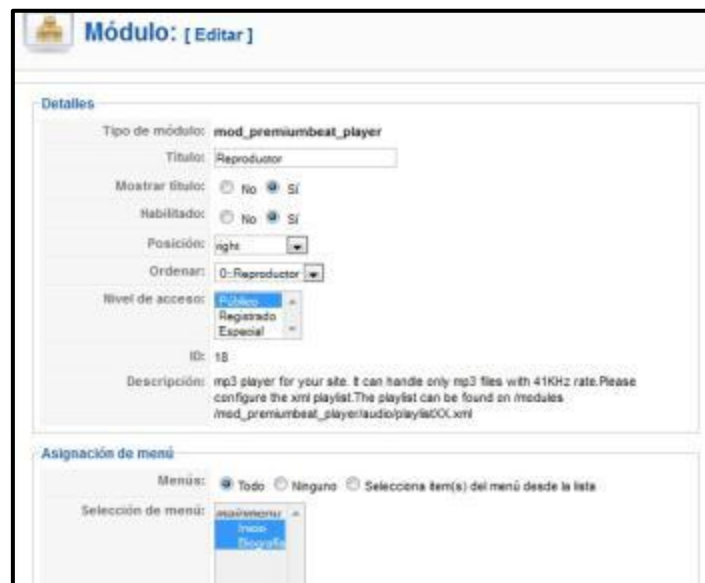 Módulo: [ Editar ]
Detalles
Tipo de módulo: mod_premiumbeat_player
Título: Reproductor
Mostrar título: No Sí
Habilitado: No Sí
Posición: right
Ordenar: 0::Reproductor
Nivel de acceso: Público
Registrado
Especial
ID: 18
Descripción: mp3 player for your site. It can handle only mp3 files with 41KHz rate.Please
configure the xml playlist.The playlist can be found on /modules
/mod_premiumbeat_player/audio/playlistXX.xml
Asignación de menú
Menús: Todo Ninguno Selecciona ítem(s) del menú desde la lista
Selección de menú: mainmenu
Inicio
Biografía